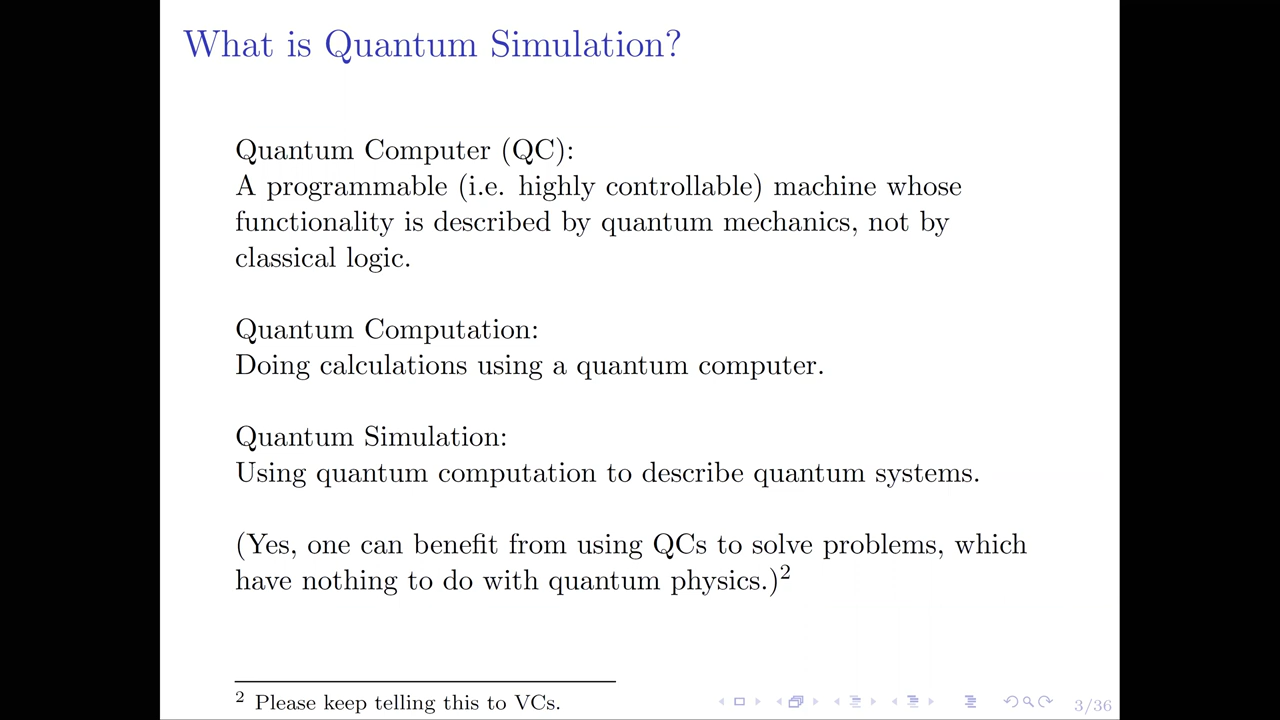 What is Quantum Simulation?
Quantum Computer (QC):
A programmable (i.e. highly controllable) machine whose
functionality is described by quantum mechanics, not by
classical logic.
Quantum Computation:
Doing calculations using a quantum computer.
Quantum Simulation:
Using quantum computation to describe quantum systems.
(Yes, one can benefit from using QCs to solve problems, which
have nothing to do with quantum physics.)²
² Please keep telling this to VCs.
3/36